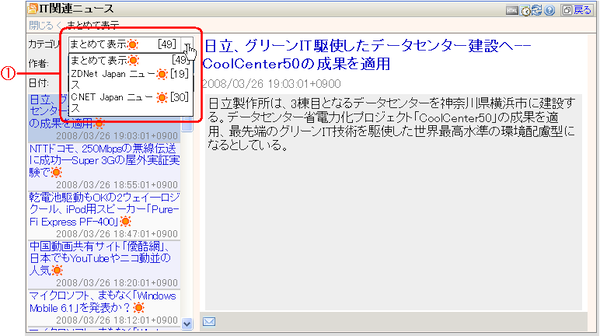 IT関連ニュース
戻る
閉じる く まとめて表示
カテゴリ
まとめて表示 [49]
まとめて表示 [49]
ZDNet Japan ニュース [19]
CNET Japan ニュース [30]
①
作者:
日付:
日立、
センター
の成果を適用
2008/03/26 19:03:01+0900
NTTドコモ、250Mbpsの無線伝送
に成功―Super 3Gの屋外実証実
験で
2008/03/26 18:55:01+0900
乾電池駆動もOKの2ウェイ―ロジ
クール、iPod用スピーカー「Pure-
Fi Express PF-400」
2008/03/26 18:47:01+0900
中国動画共有サイト「優酷網」、
日本でもYouTubeやニコ動並の
人気
2008/03/26 18:20:01+0900
マイクロソフト、まもなく「Windows
Mobile 6.1」を発表か?
2008/03/26 18:12:01+0900
日立、グリーンIT駆使したデータセンター建設へ--
CoolCenter50の成果を適用
2008/03/26 19:03:01+0900
日立製作所は、3棟目となるデータセンターを神奈川県横浜市に建設す
る。データセンター省電力化プロジェクト「CoolCenter50」の成果を適
用、最先端のグリーンIT技術を駆使した世界最高水準の環境配慮型に
なるとしている。